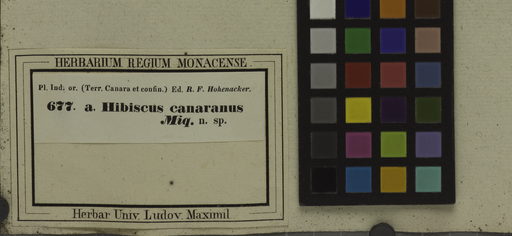 HERBARIUM REGIUM MONACENSE.
Pl. Ind. or. (Terr. Canara et confin.) Ed. R. F. Hohenacker.
677. a. Hibiscus canaranus
Miq. n. sp.
Herbar. Univ. Ludov. Maximil